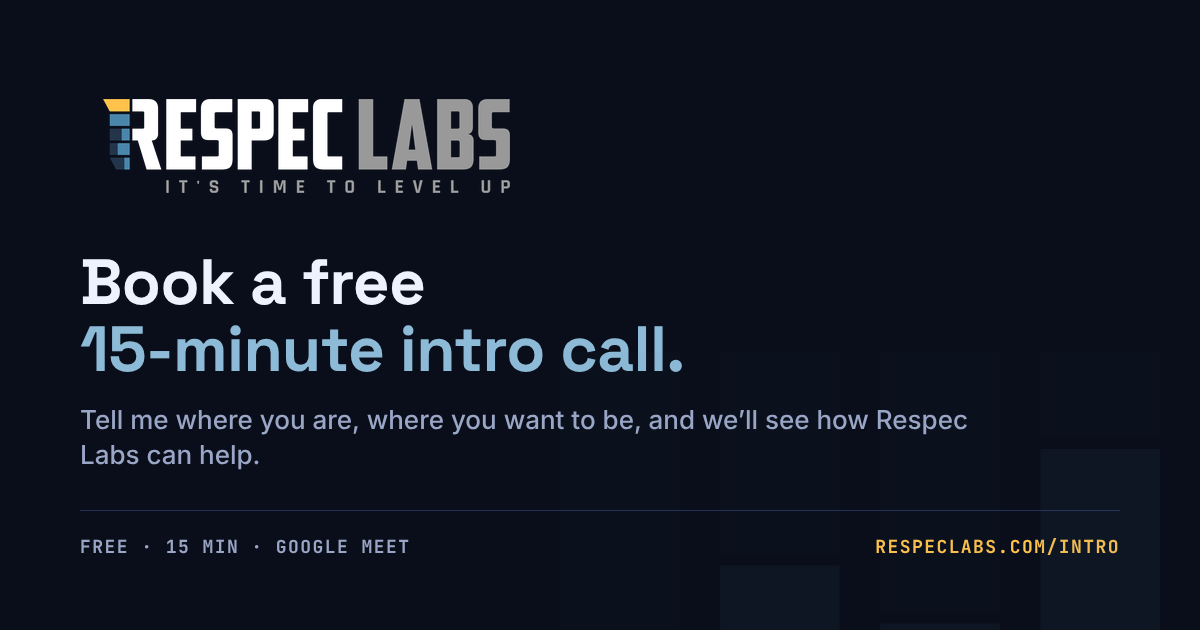 RESPEC LABS
IT'S TIME TO LEVEL UP
Book a free
15-minute intro call.
Tell me where you are, where you want to be, and we’ll see how Respec
Labs can help.
FREE · 15 MIN · GOOGLE MEET
RESPECLABS.COM/INTRO